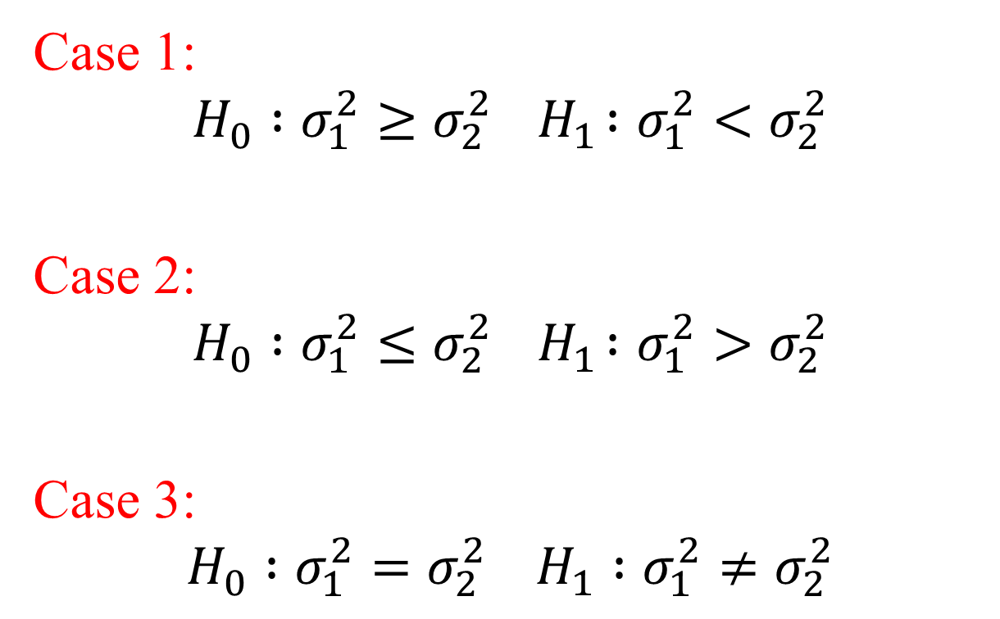 Case 1:
H₀ : σ₁² ≥ σ₂² H₁ : σ₁² < σ₂²
Case 2:
H₀ : σ₁² ≤ σ₂² H₁ : σ₁² > σ₂²
Case 3:
H₀ : σ₁² = σ₂² H₁ : σ₁² ≠ σ₂²